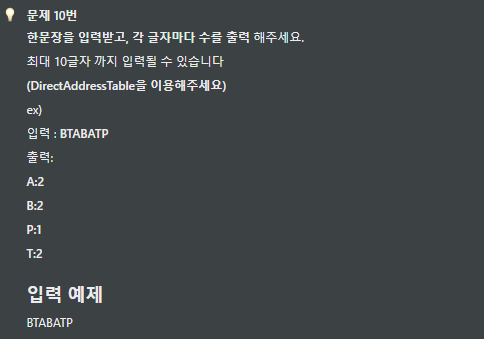 문제 10번
한문장을 입력받고, 각 글자마다 수를 출력 해주세요.
최대 10글자 까지 입력될 수 있습니다
(DirectAddressTable을 이용해주세요)
ex)
입력 : BTABATP
출력:
A:2
B:2
P:1
T:2
입력 예제
BTABATP